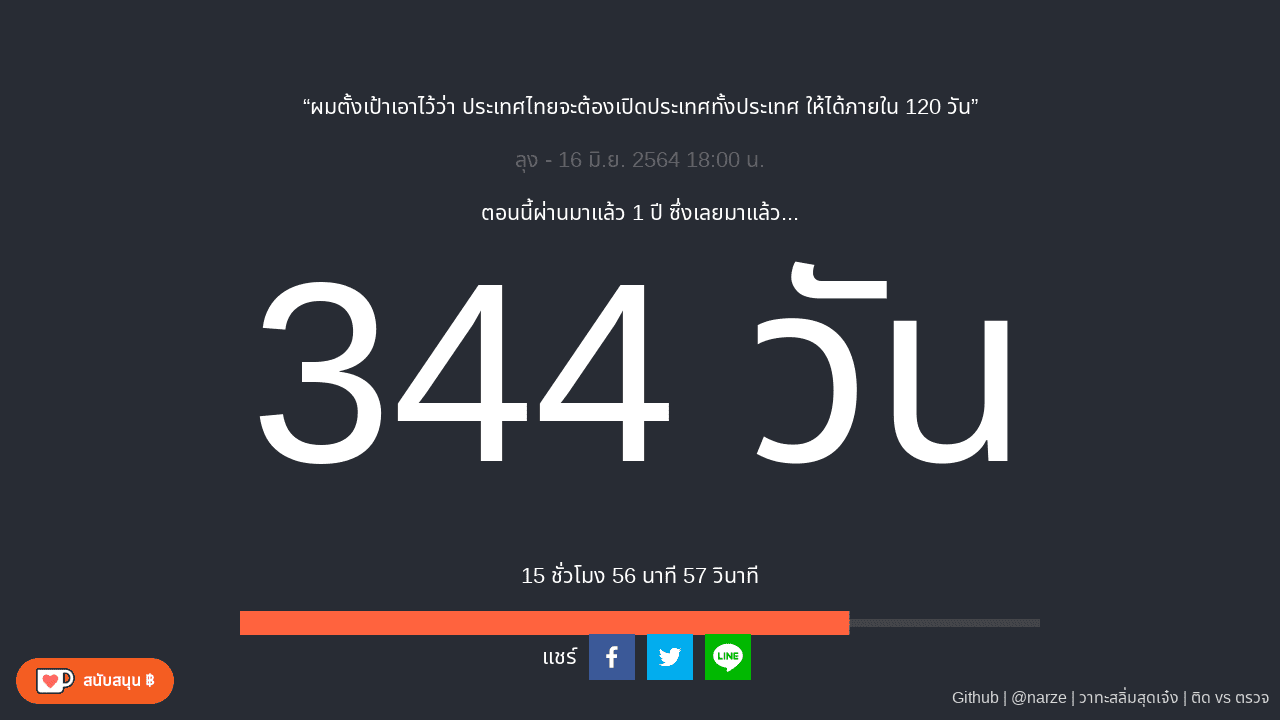 “ผมตั้งเป้าเอาไว้ว่า ประเทศไทยจะต้องเปิดประเทศทั้งประเทศ ให้ได้ภายใน 120 วัน”
ลุง - 16 มิ.ย. 2564 18:00 น.
ตอนนี้ผ่านมาแล้ว 1 ปี ซึ่งเลยมาแล้ว...
344 วัน
15 ชั่วโมง 56 นาที 57 วินาที
แชร์
LINE
สนับสนุน ฿
Github | @narze | วาทะสลิ่มสุดเจ๋ง | ติด vs ตรวจ